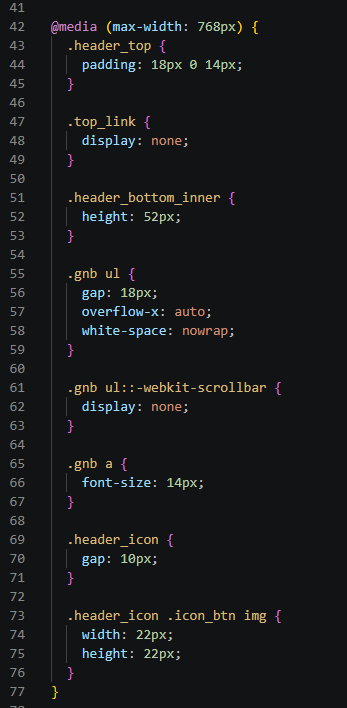 41
42 @media (max-width: 768px) {
43 .header_top {
44 padding: 18px 0 14px;
45 }
46
47 .top_link {
48 display: none;
49 }
50
51 .header_bottom_inner {
52 height: 52px;
53 }
54
55 .gnb ul {
56 gap: 18px;
57 overflow-x: auto;
58 white-space: nowrap;
59 }
60
61 .gnb ul::-webkit-scrollbar {
62 display: none;
63 }
64
65 .gnb a {
66 font-size: 14px;
67 }
68
69 .header_icon {
70 gap: 10px;
71 }
72
73 .header_icon .icon_btn img {
74 width: 22px;
75 height: 22px;
76 }
77 }